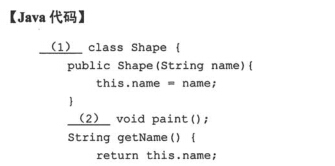 【Java 代码】
(1) class Shape {
public Shape(String name){
this.name = name;
}
(2) void paint();
String getName() {
return this.name;